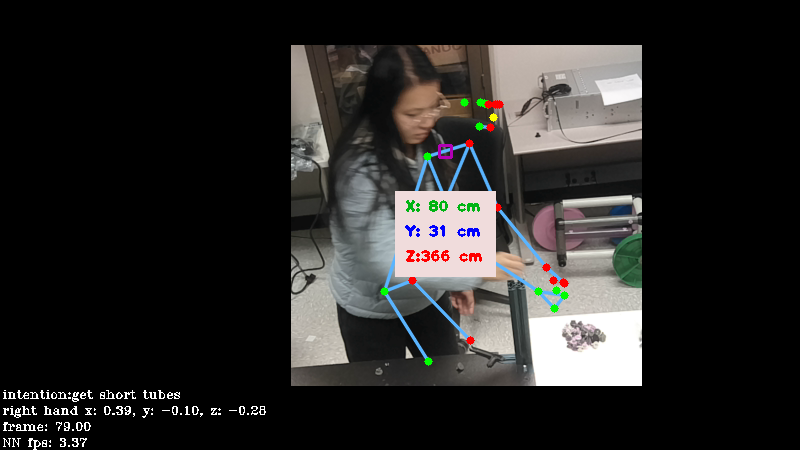 X: 80 cm
Y: 31 cm
Z:366 cm
intention:get short tubes
right hand x: 0.39, y: -0.10, z: -0.28
frame: 79.00
NN fps: 3.37